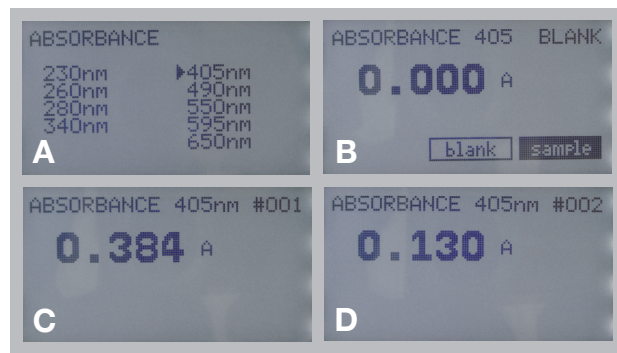 ABSORBANCE
230nm
260nm
280nm
340nm
▶405nm
490nm
550nm
595nm
650nm
A
ABSORBANCE 405 BLANK
0.000 A
blank sample
B
ABSORBANCE 405nm #001
0.384 A
C
ABSORBANCE 405nm #002
0.130 A
D